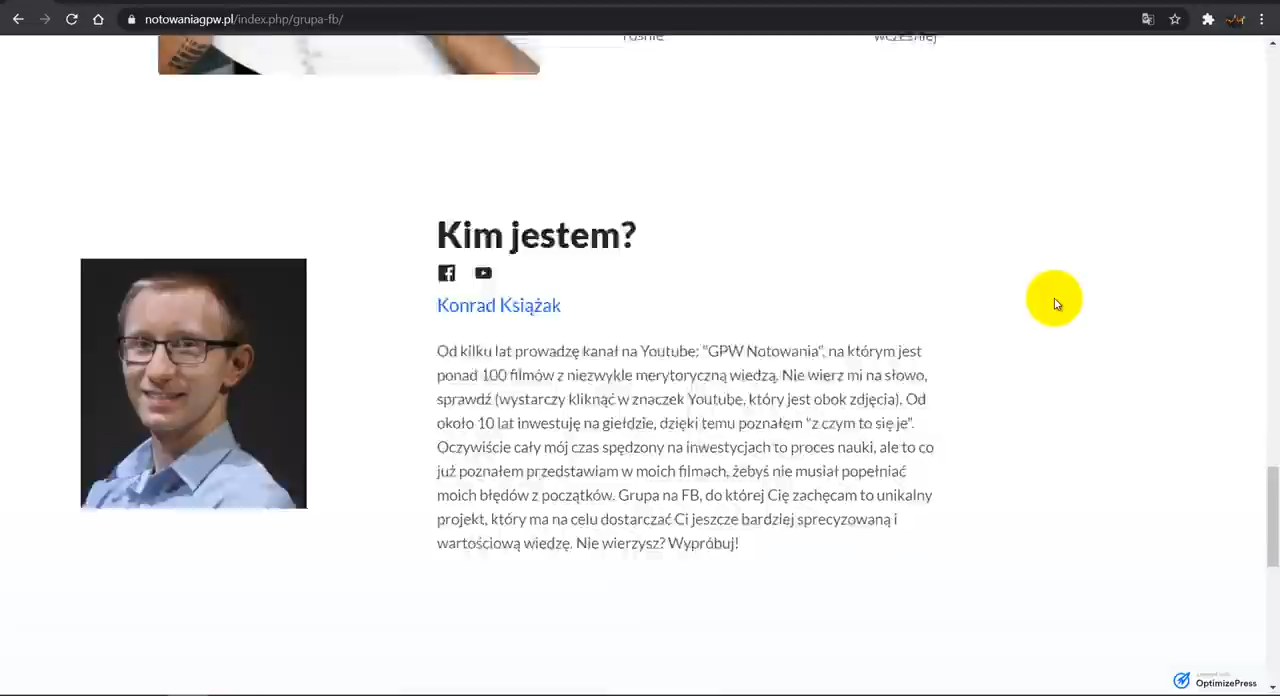 notowaniagpw.pl/index.php/grupa-fb/
rośnie
wcześniej
Kim jestem?
Konrad Książak
Od kilku lat prowadzę kanał na Youtube: "GPW Notowania", na którym jest
ponad 100 filmów z niezwykle merytoryczną wiedzą. Nie wierz mi na słowo,
sprawdź (wystarczy kliknąć w znaczek Youtube, który jest obok zdjęcia). Od
około 10 lat inwestuję na giełdzie, dzięki temu poznałem "z czym to się je".
Oczywiście cały mój czas spędzony na inwestycjach to proces nauki, ale to co
już poznałem przedstawiam w moich filmach, żebyś nie musiał popełniać
moich błędów z początków. Grupa na FB, do której Cię zachęcam to unikalny
projekt, który ma na celu dostarczać Ci jeszcze bardziej sprecyzowaną i
wartościową wiedzę. Nie wierzysz? Wypróbuj!
OptimizePress